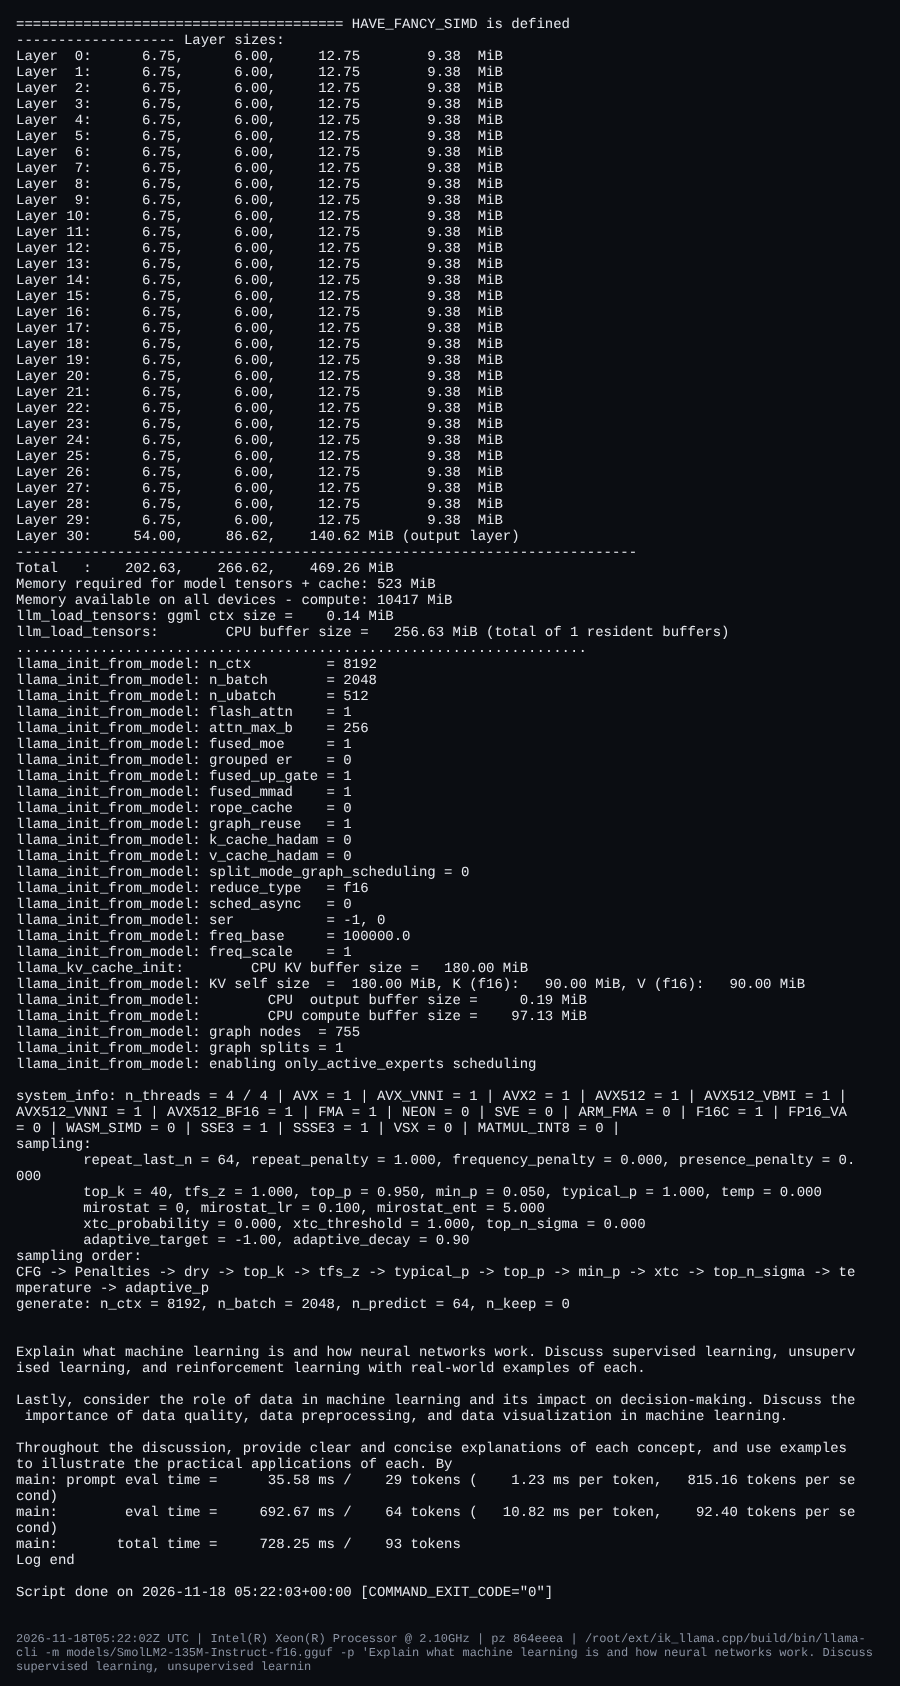 ======================================= HAVE_FANCY_SIMD is defined
------------------- Layer sizes:
Layer  0:      6.75,      6.00,     12.75        9.38  MiB
Layer  1:      6.75,      6.00,     12.75        9.38  MiB
Layer  2:      6.75,      6.00,     12.75        9.38  MiB
Layer  3:      6.75,      6.00,     12.75        9.38  MiB
Layer  4:      6.75,      6.00,     12.75        9.38  MiB
Layer  5:      6.75,      6.00,     12.75        9.38  MiB
Layer  6:      6.75,      6.00,     12.75        9.38  MiB
Layer  7:      6.75,      6.00,     12.75        9.38  MiB
Layer  8:      6.75,      6.00,     12.75        9.38  MiB
Layer  9:      6.75,      6.00,     12.75        9.38  MiB
Layer 10:      6.75,      6.00,     12.75        9.38  MiB
Layer 11:      6.75,      6.00,     12.75        9.38  MiB
Layer 12:      6.75,      6.00,     12.75        9.38  MiB
Layer 13:      6.75,      6.00,     12.75        9.38  MiB
Layer 14:      6.75,      6.00,     12.75        9.38  MiB
Layer 15:      6.75,      6.00,     12.75        9.38  MiB
Layer 16:      6.75,      6.00,     12.75        9.38  MiB
Layer 17:      6.75,      6.00,     12.75        9.38  MiB
Layer 18:      6.75,      6.00,     12.75        9.38  MiB
Layer 19:      6.75,      6.00,     12.75        9.38  MiB
Layer 20:      6.75,      6.00,     12.75        9.38  MiB
Layer 21:      6.75,      6.00,     12.75        9.38  MiB
Layer 22:      6.75,      6.00,     12.75        9.38  MiB
Layer 23:      6.75,      6.00,     12.75        9.38  MiB
Layer 24:      6.75,      6.00,     12.75        9.38  MiB
Layer 25:      6.75,      6.00,     12.75        9.38  MiB
Layer 26:      6.75,      6.00,     12.75        9.38  MiB
Layer 27:      6.75,      6.00,     12.75        9.38  MiB
Layer 28:      6.75,      6.00,     12.75        9.38  MiB
Layer 29:      6.75,      6.00,     12.75        9.38  MiB
Layer 30:     54.00,     86.62,    140.62 MiB (output layer)
--------------------------------------------------------------------------
Total   :    202.63,    266.62,    469.26 MiB
Memory required for model tensors + cache: 523 MiB
Memory available on all devices - compute: 10417 MiB
llm_load_tensors: ggml ctx size =    0.14 MiB
llm_load_tensors:        CPU buffer size =   256.63 MiB (total of 1 resident buffers)
....................................................................
llama_init_from_model: n_ctx         = 8192
llama_init_from_model: n_batch       = 2048
llama_init_from_model: n_ubatch      = 512
llama_init_from_model: flash_attn    = 1
llama_init_from_model: attn_max_b    = 256
llama_init_from_model: fused_moe     = 1
llama_init_from_model: grouped er    = 0
llama_init_from_model: fused_up_gate = 1
llama_init_from_model: fused_mmad    = 1
llama_init_from_model: rope_cache    = 0
llama_init_from_model: graph_reuse   = 1
llama_init_from_model: k_cache_hadam = 0
llama_init_from_model: v_cache_hadam = 0
llama_init_from_model: split_mode_graph_scheduling = 0
llama_init_from_model: reduce_type   = f16
llama_init_from_model: sched_async   = 0
llama_init_from_model: ser           = -1, 0
llama_init_from_model: freq_base     = 100000.0
llama_init_from_model: freq_scale    = 1
llama_kv_cache_init:        CPU KV buffer size =   180.00 MiB
llama_init_from_model: KV self size  =  180.00 MiB, K (f16):   90.00 MiB, V (f16):   90.00 MiB
llama_init_from_model:        CPU  output buffer size =     0.19 MiB
llama_init_from_model:        CPU compute buffer size =    97.13 MiB
llama_init_from_model: graph nodes  = 755
llama_init_from_model: graph splits = 1
llama_init_from_model: enabling only_active_experts scheduling

system_info: n_threads = 4 / 4 | AVX = 1 | AVX_VNNI = 1 | AVX2 = 1 | AVX512 = 1 | AVX512_VBMI = 1 |
AVX512_VNNI = 1 | AVX512_BF16 = 1 | FMA = 1 | NEON = 0 | SVE = 0 | ARM_FMA = 0 | F16C = 1 | FP16_VA
= 0 | WASM_SIMD = 0 | SSE3 = 1 | SSSE3 = 1 | VSX = 0 | MATMUL_INT8 = 0 |
sampling:
        repeat_last_n = 64, repeat_penalty = 1.000, frequency_penalty = 0.000, presence_penalty = 0.
000
        top_k = 40, tfs_z = 1.000, top_p = 0.950, min_p = 0.050, typical_p = 1.000, temp = 0.000
        mirostat = 0, mirostat_lr = 0.100, mirostat_ent = 5.000
        xtc_probability = 0.000, xtc_threshold = 1.000, top_n_sigma = 0.000
        adaptive_target = -1.00, adaptive_decay = 0.90
sampling order:
CFG -> Penalties -> dry -> top_k -> tfs_z -> typical_p -> top_p -> min_p -> xtc -> top_n_sigma -> te
mperature -> adaptive_p
generate: n_ctx = 8192, n_batch = 2048, n_predict = 64, n_keep = 0


Explain what machine learning is and how neural networks work. Discuss supervised learning, unsuperv
ised learning, and reinforcement learning with real-world examples of each.

Lastly, consider the role of data in machine learning and its impact on decision-making. Discuss the
 importance of data quality, data preprocessing, and data visualization in machine learning.

Throughout the discussion, provide clear and concise explanations of each concept, and use examples
to illustrate the practical applications of each. By
main: prompt eval time =      35.58 ms /    29 tokens (    1.23 ms per token,   815.16 tokens per se
cond)
main:        eval time =     692.67 ms /    64 tokens (   10.82 ms per token,    92.40 tokens per se
cond)
main:       total time =     728.25 ms /    93 tokens
Log end

Script done on 2026-11-18 05:22:03+00:00 [COMMAND_EXIT_CODE="0"]

2026-11-18T05:22:02Z UTC | Intel(R) Xeon(R) Processor @ 2.10GHz | pz 864eeea | /root/ext/ik_llama.cpp/build/bin/llama-
cli -m models/SmolLM2-135M-Instruct-f16.gguf -p 'Explain what machine learning is and how neural networks work. Discuss
supervised learning, unsupervised learnin